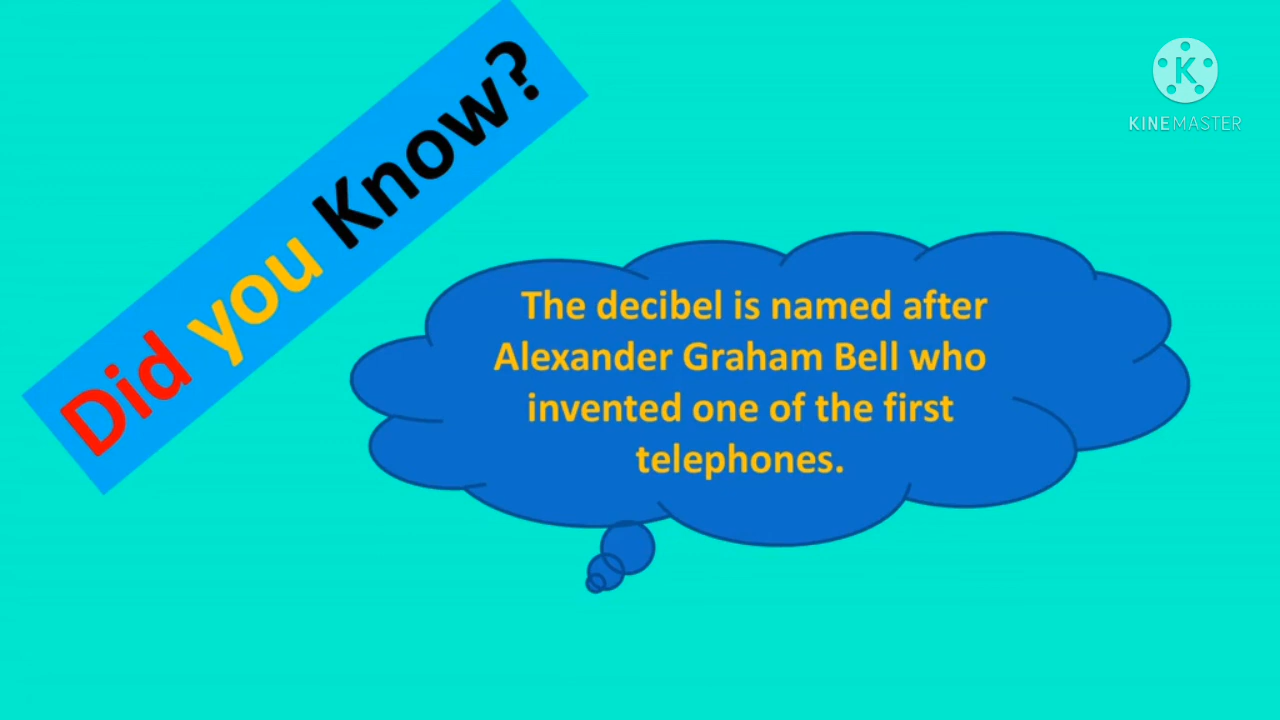 Did you Know?
K
KINEMASTER
The decibel is named after
Alexander Graham Bell who
invented one of the first
telephones.